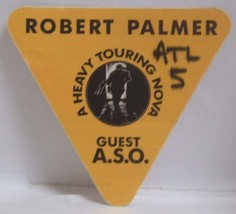 ROBERT PALMER
ATL
5
A HEAVY TOURING NOVA
GUEST
A.S.O.